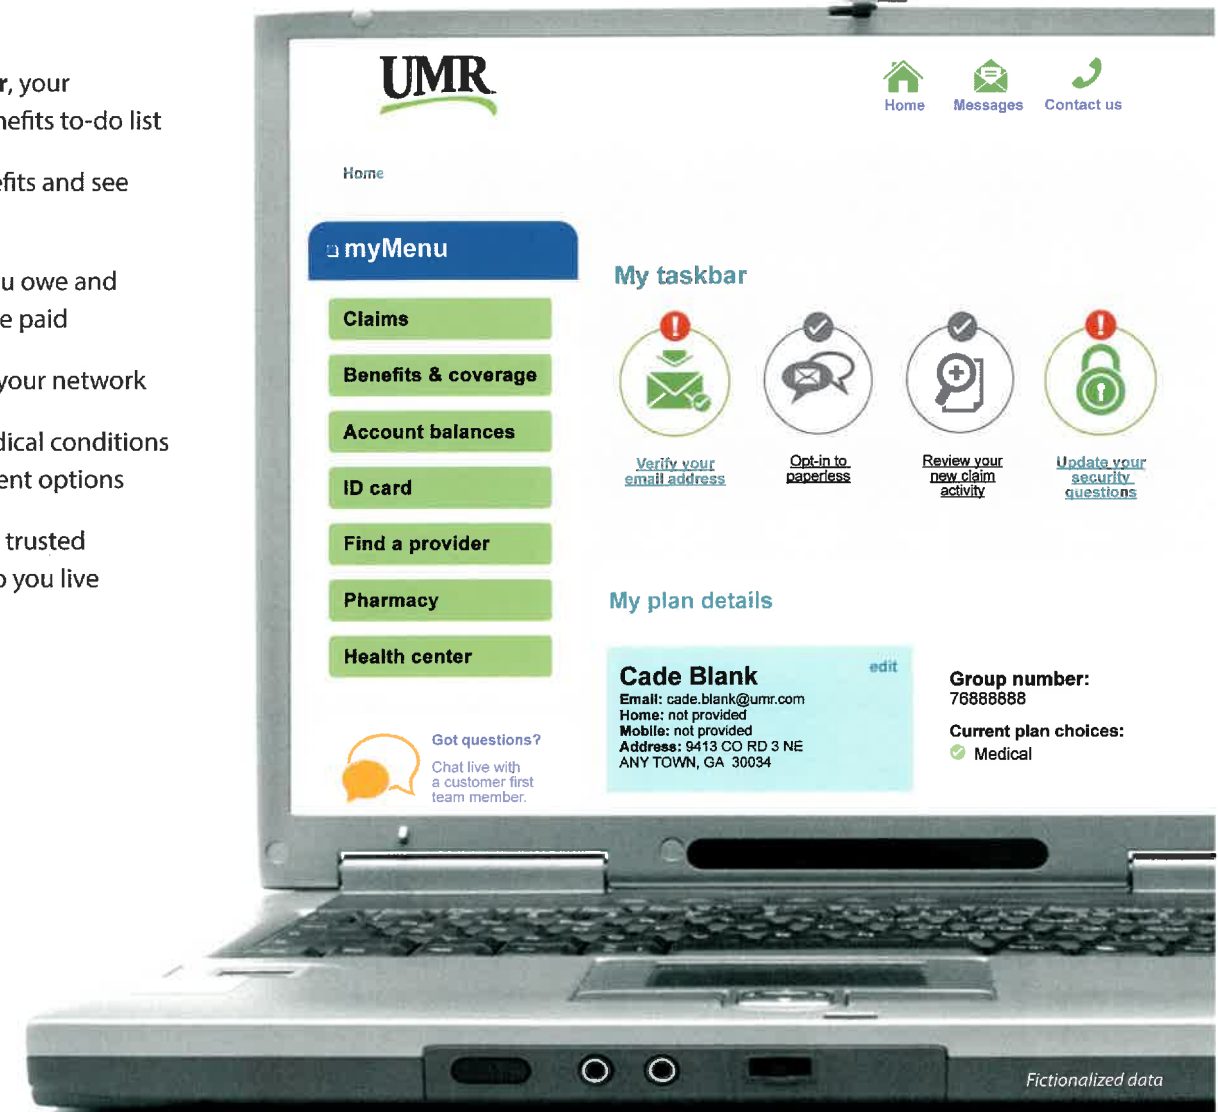 r, your
nefits to-do list
efits and see
u owe and
e paid
your network
dical conditions
ent options
trusted
p you live
UMR
Home
Messages
Contact us
Home
myMenu
Claims
Benefits & coverage
Account balances
ID card
Find a provider
Pharmacy
Health center
Got questions?
Chat live with
a customer first
team member.
My taskbar
Verify your
email address
Opt-in to
paperless
Review your
new claim
activity
Update your
security
questions
My plan details
Cade Blank
edit
Email: cade.blank@umr.com
Home: not provided
Mobile: not provided
Address: 9413 CO RD 3 NE
ANY TOWN, GA 30034
Group number:
76888888
Current plan choices:
Medical
Fictionalized data